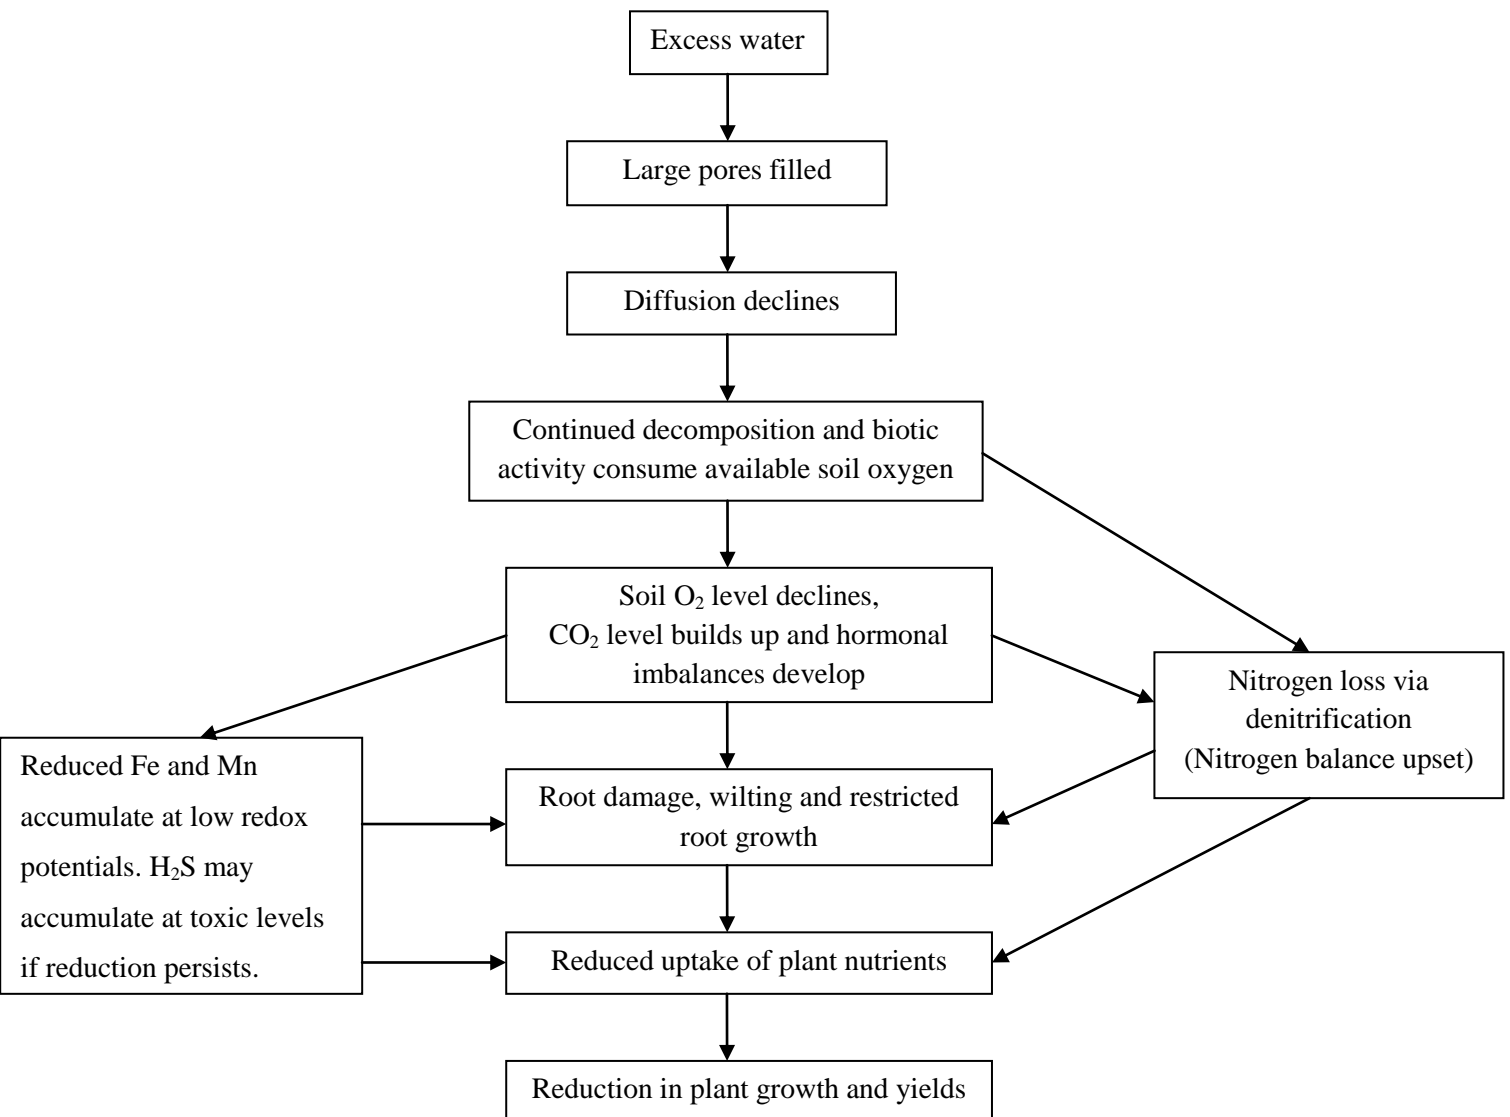 Excess water
Large pores filled
Diffusion declines
Continued decomposition and biotic
activity consume available soil oxygen
Soil O₂ level declines,
CO₂ level builds up and hormonal
imbalances develop
Nitrogen loss via
denitrification
(Nitrogen balance upset)
Reduced Fe and Mn
accumulate at low redox
potentials. H₂S may
accumulate at toxic levels
if reduction persists.
Root damage, wilting and restricted
root growth
Reduced uptake of plant nutrients
Reduction in plant growth and yields